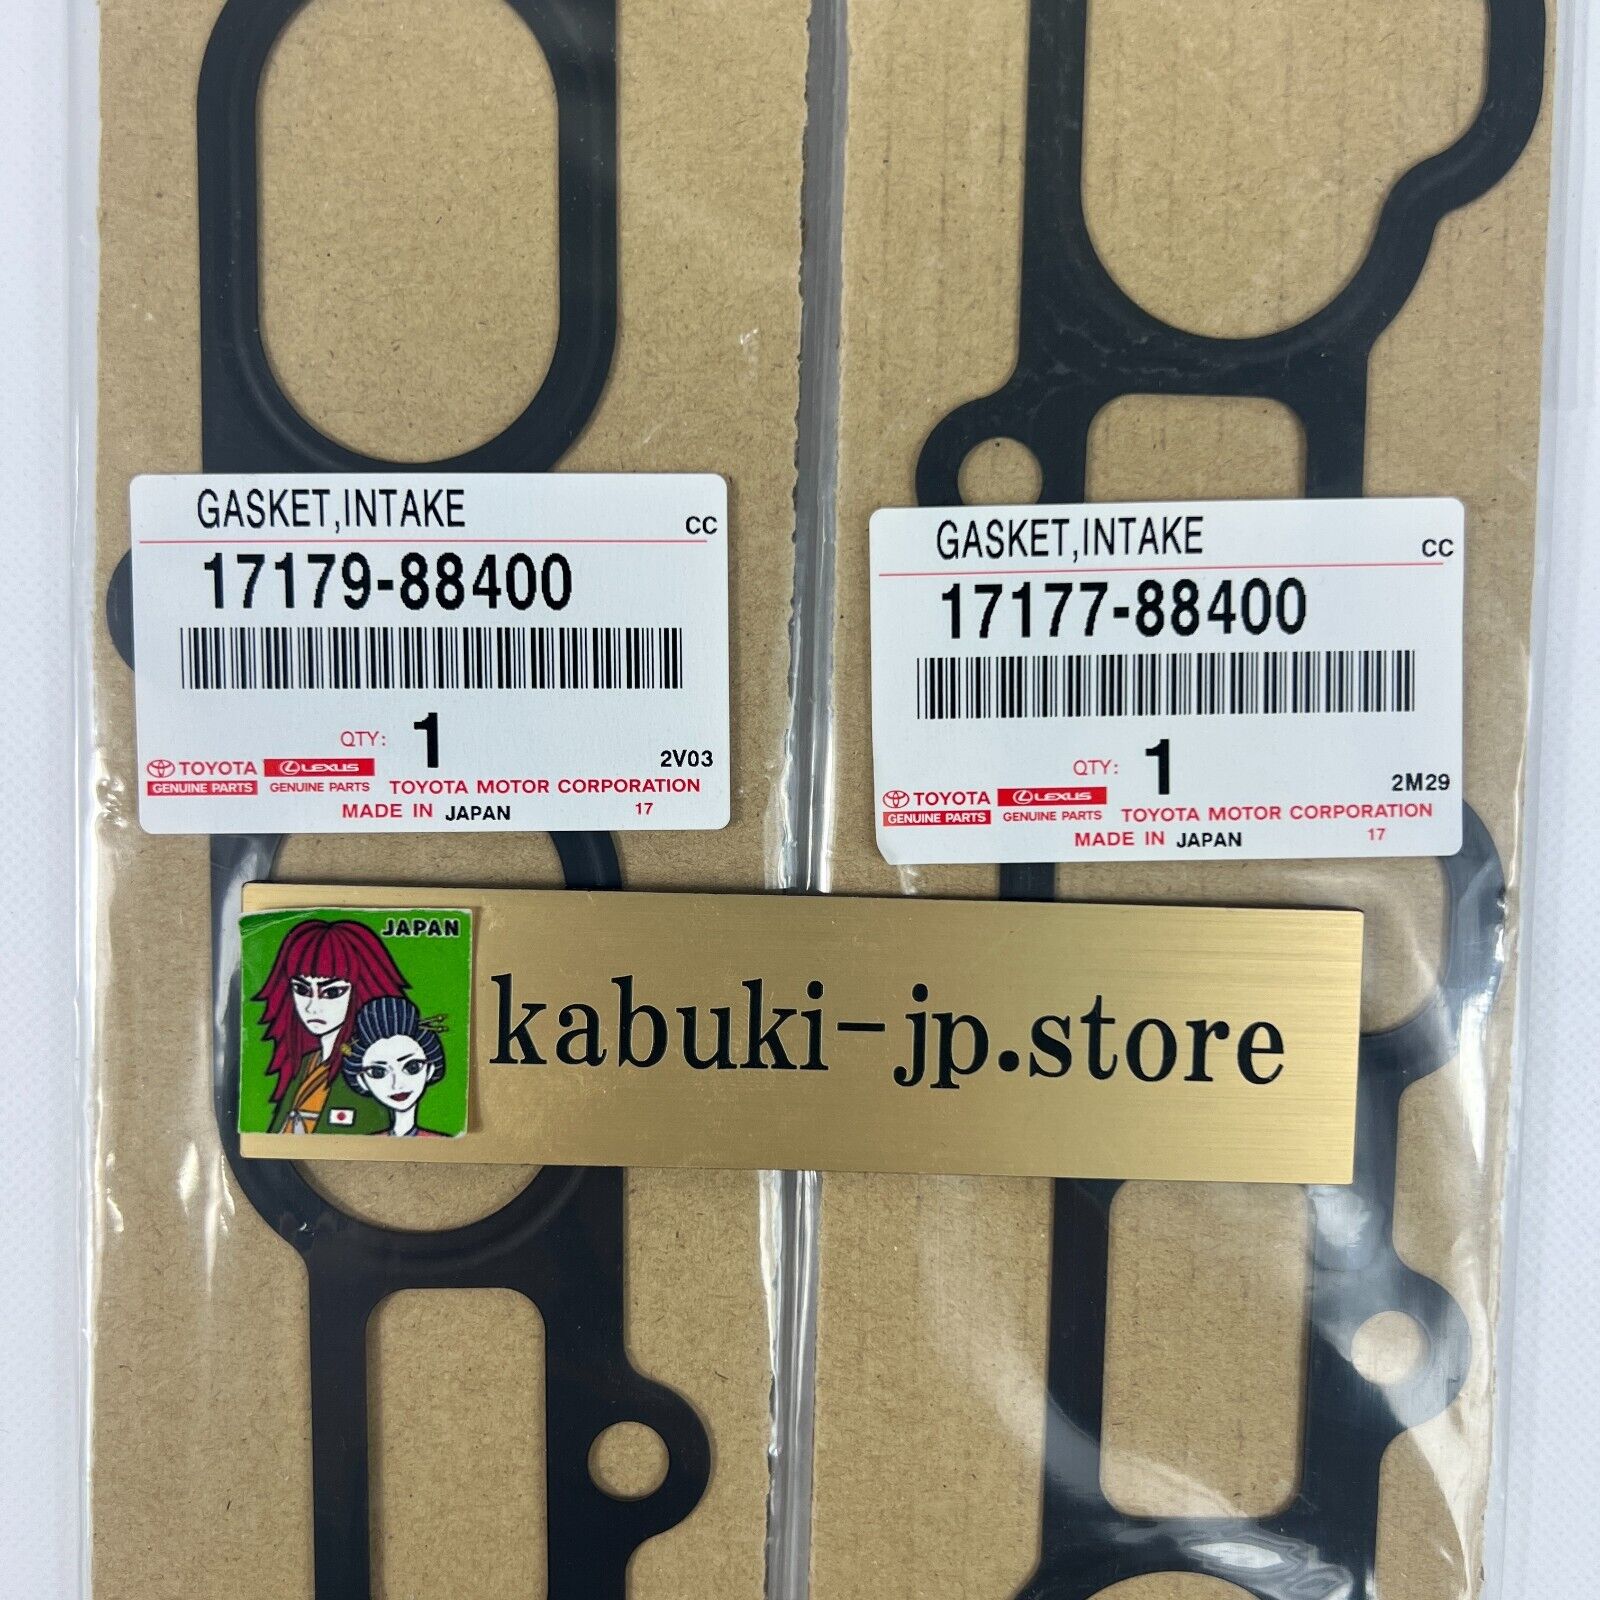 GASKET,INTAKE
CC
17179-88400
QTY: 1
2V03
TOYOTA LEXUS
GENUINE PARTS GENUINE PARTS TOYOTA MOTOR CORPORATION
MADE IN JAPAN 17
GASKET,INTAKE
CC
17177-88400
QTY: 1
2M29
TOYOTA LEXUS
GENUINE PARTS GENUINE PARTS TOYOTA MOTOR CORPORATION
MADE IN JAPAN 17
JAPAN
kabuki-jp.store